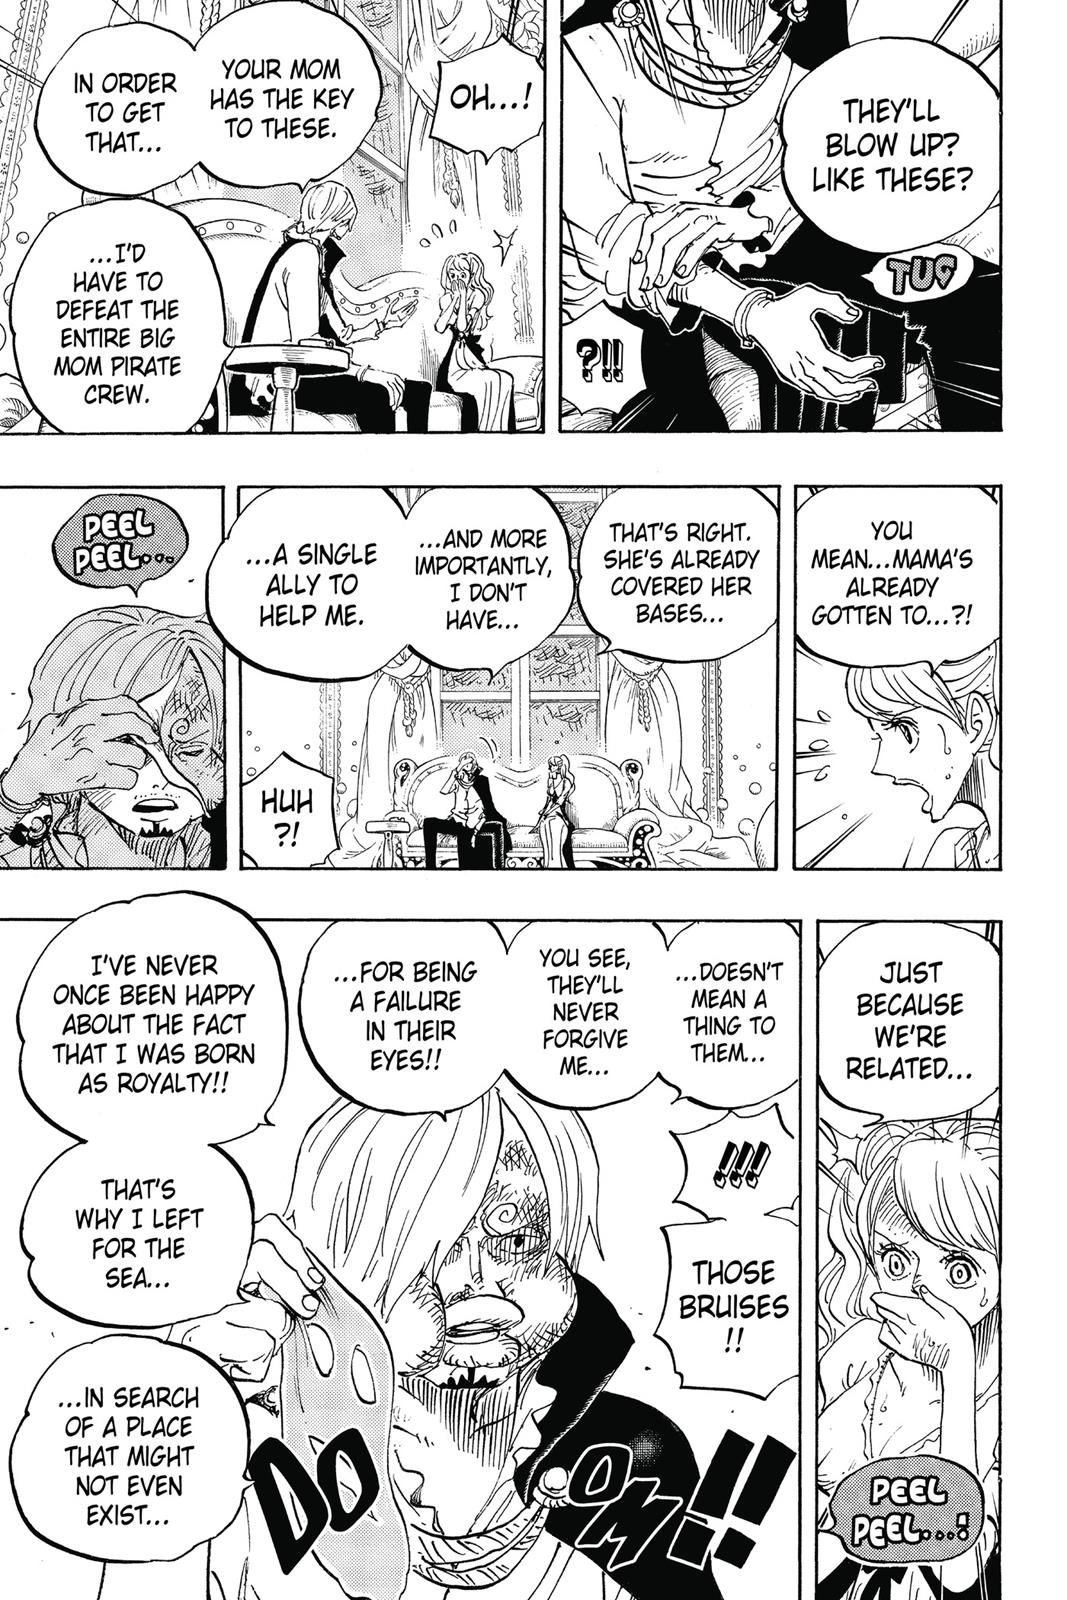 THEY'LL
BLOW UP?
LIKE THESE?
TUG
?!!
OH...!
YOUR MOM
HAS THE KEY
TO THESE.
IN ORDER
TO GET
THAT...
...I'D
HAVE TO
DEFEAT THE
ENTIRE BIG
MOM PIRATE
CREW.
YOU
MEAN...MAMA'S
ALREADY
GOTTEN TO...?!
THAT'S RIGHT.
SHE'S ALREADY
COVERED HER
BASES...
...AND MORE
IMPORTANTLY,
I DON'T
HAVE...
...A SINGLE
ALLY TO
HELP ME.
HUH
?!
PEEL
PEEL...
JUST
BECAUSE
WE'RE
RELATED...
PEEL
PEEL...!
...DOESN'T
MEAN A
THING TO
THEM...
YOU SEE,
THEY'LL
NEVER
FORGIVE
ME...
...FOR BEING
A FAILURE
IN THEIR
EYES!!
!!!
THOSE
BRUISES
!!
I'VE NEVER
ONCE BEEN HAPPY
ABOUT THE FACT
THAT I WAS BORN
AS ROYALTY!!
THAT'S
WHY I LEFT
FOR THE
SEA...
...IN SEARCH
OF A PLACE
THAT MIGHT
NOT EVEN
EXIST...
DOOM!!